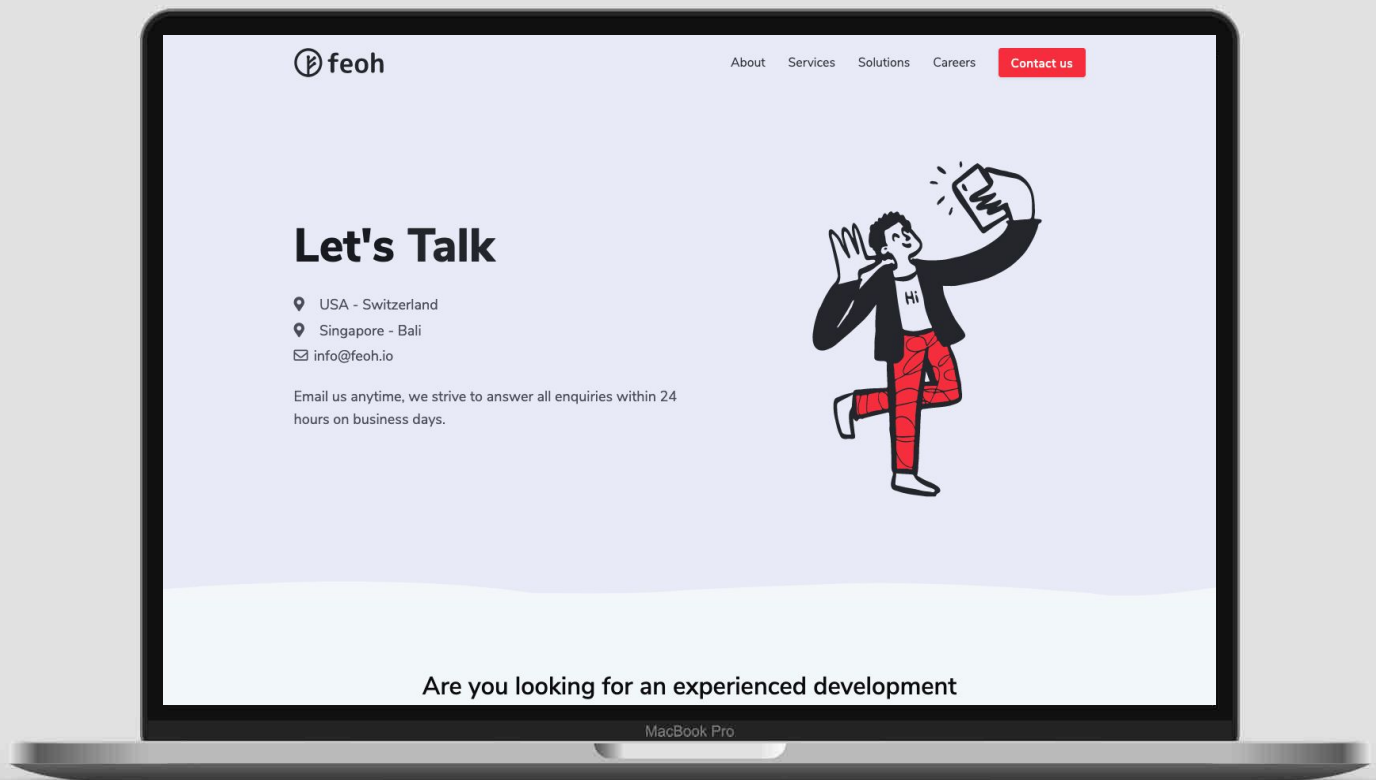 feoh
About Services Solutions Careers Contact us
Let's Talk
USA - Switzerland
Singapore - Bali
info@feoh.io
Email us anytime, we strive to answer all enquiries within 24
hours on business days.
Hi
Are you looking for an experienced development
MacBook Pro